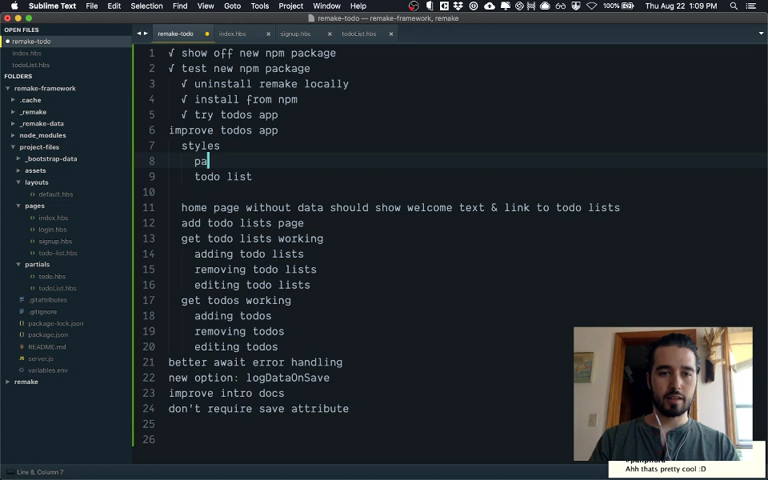 Sublime Text File Edit Selection Find View Goto Tools Project Window Help
100%
Thu Aug 22 1:09 PM
remake-todo — remake-framework, remake
OPEN FILES
remake-todo
index.hbs
todoList.hbs
FOLDERS
remake-framework
.cache
_remake
_remake-data
node_modules
project-files
_bootstrap-data
assets
layouts
default.hbs
pages
index.hbs
login.hbs
signup.hbs
todo-list.hbs
partials
todo.hbs
todoList.hbs
.gitattributes
.gitignore
package-lock.json
package.json
README.md
server.js
variables.env
remake
remake-todo index.hbs signup.hbs todoList.hbs
1 √ show off new npm package
2 √ test new npm package
3 √ uninstall remake locally
4 √ install from npm
5 √ try todos app
6 improve todos app
7 styles
8 pa
9 todo list
10
11 home page without data should show welcome text & link to todo lists
12 add todo lists page
13 get todo lists working
14 adding todo lists
15 removing todo lists
16 editing todo lists
17 get todos working
18 adding todos
19 removing todos
20 editing todos
21 better await error handling
22 new option: logDataOnSave
23 improve intro docs
24 don't require save attribute
25
26
Ahh thats pretty cool :D
Line 8, Column 7